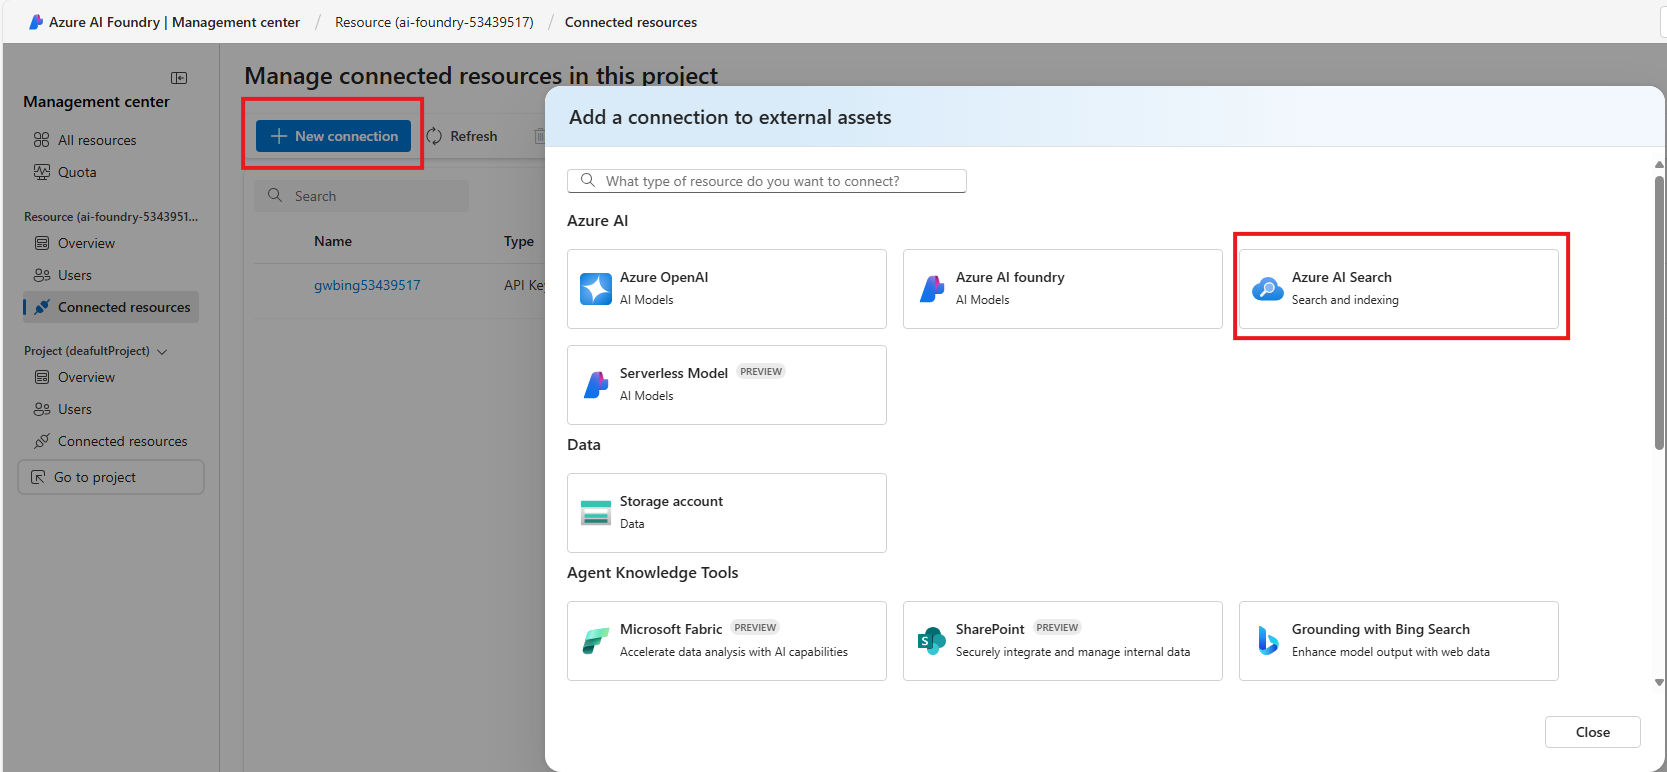 Azure AI Foundry | Management center / Resource (ai-foundry-53439517) / Connected resources
Management center
All resources
Quota
Resource (ai-foundry-5343951...
Overview
Users
Connected resources
Project (deafultProject)
Overview
Users
Connected resources
Go to project
Manage connected resources in this project
New connection
Refresh
Search
Name Type
gwbing53439517 API Ke
Add a connection to external assets
What type of resource do you want to connect?
Azure AI
Azure OpenAI
AI Models
Azure AI foundry
AI Models
Azure AI Search
Search and indexing
Serverless Model PREVIEW
AI Models
Data
Storage account
Data
Agent Knowledge Tools
Microsoft Fabric PREVIEW
Accelerate data analysis with AI capabilities
SharePoint PREVIEW
Securely integrate and manage internal data
Grounding with Bing Search
Enhance model output with web data
Close